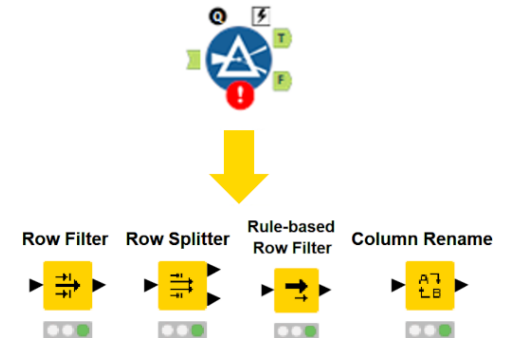 Q
T
F
!
Row Filter
Row Splitter
Rule-based
Row Filter
Column Rename
A
B